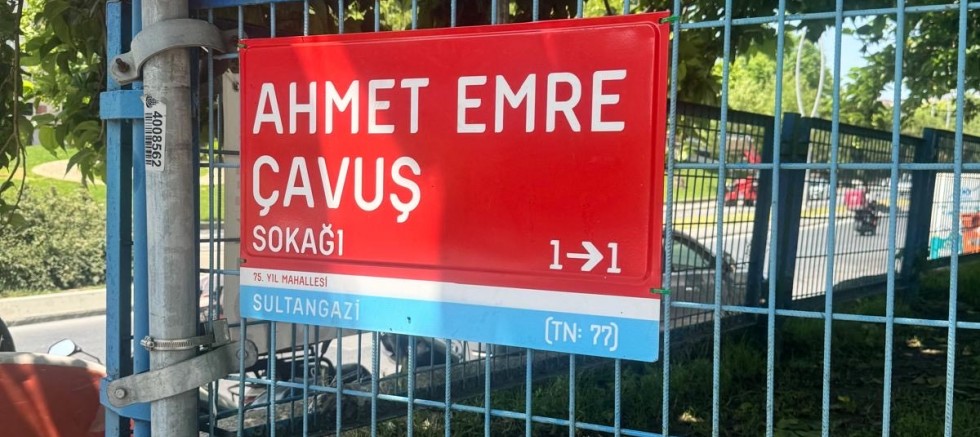 AHMET EMRE
ÇAVUŞ
SOKAĞI
1→1
75. YIL MAHALLESİ
SULTANGAZİ
(TN: 77)
4008562